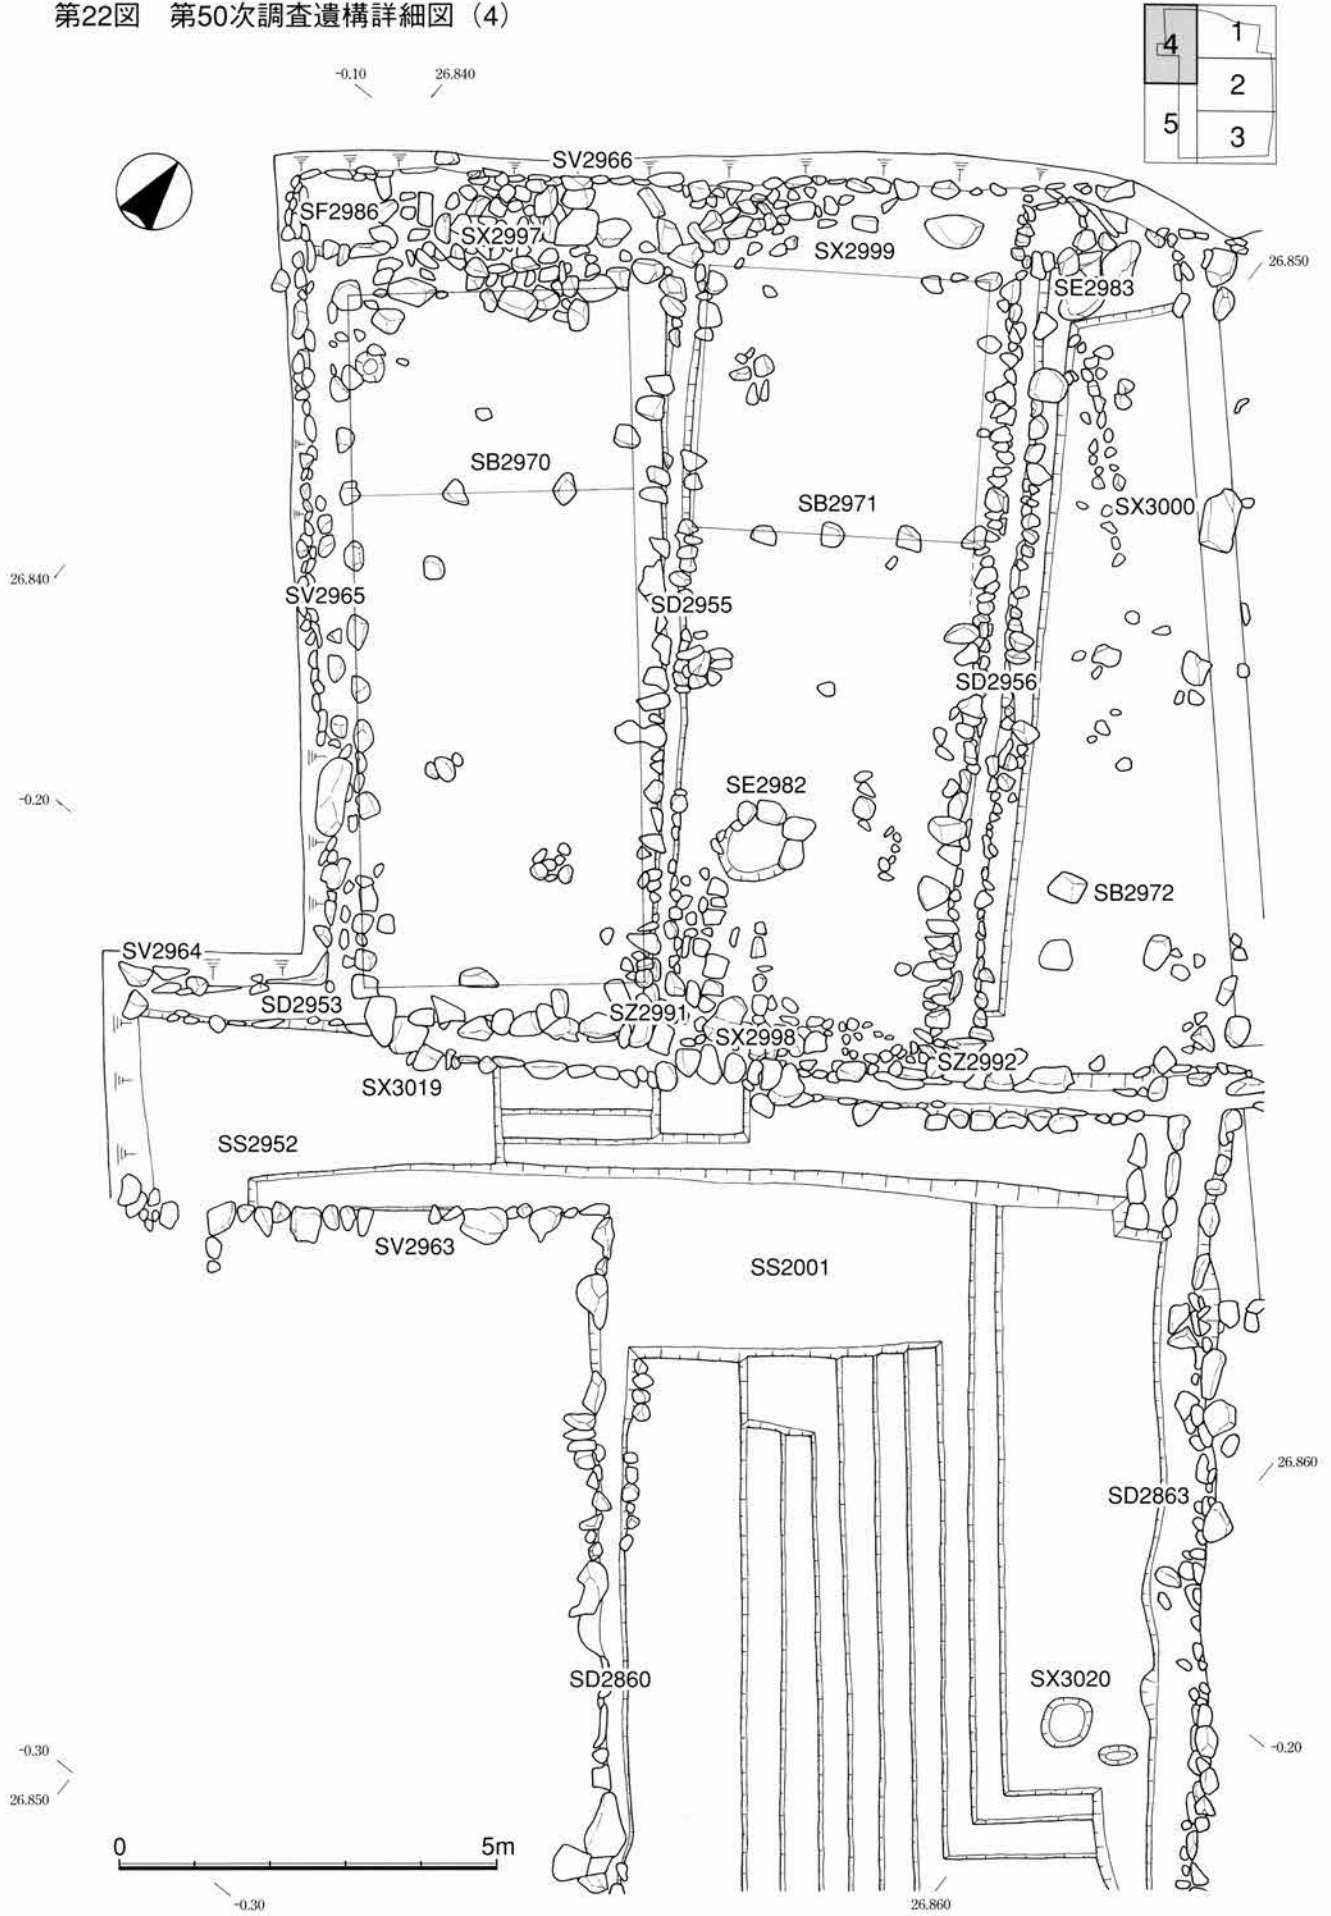 第22図　第50次調査遺構詳細図（4）
1
4
2
5
3
-0.10
26.840
SV2966
SF2986
SX2997
SX2999
26.850
SE2983
SB2970
SB2971
SX3000
26.840
SV2965
SD2955
SD2956
SE2982
-0.20
SB2972
SV2964
SD2953
SZ2991
SX2998
SZ2992
SX3019
SS2952
SV2963
SS2001
26.860
SD2863
SD2860
SX3020
-0.30
-0.20
26.850
0
5m
-0.30
26.860